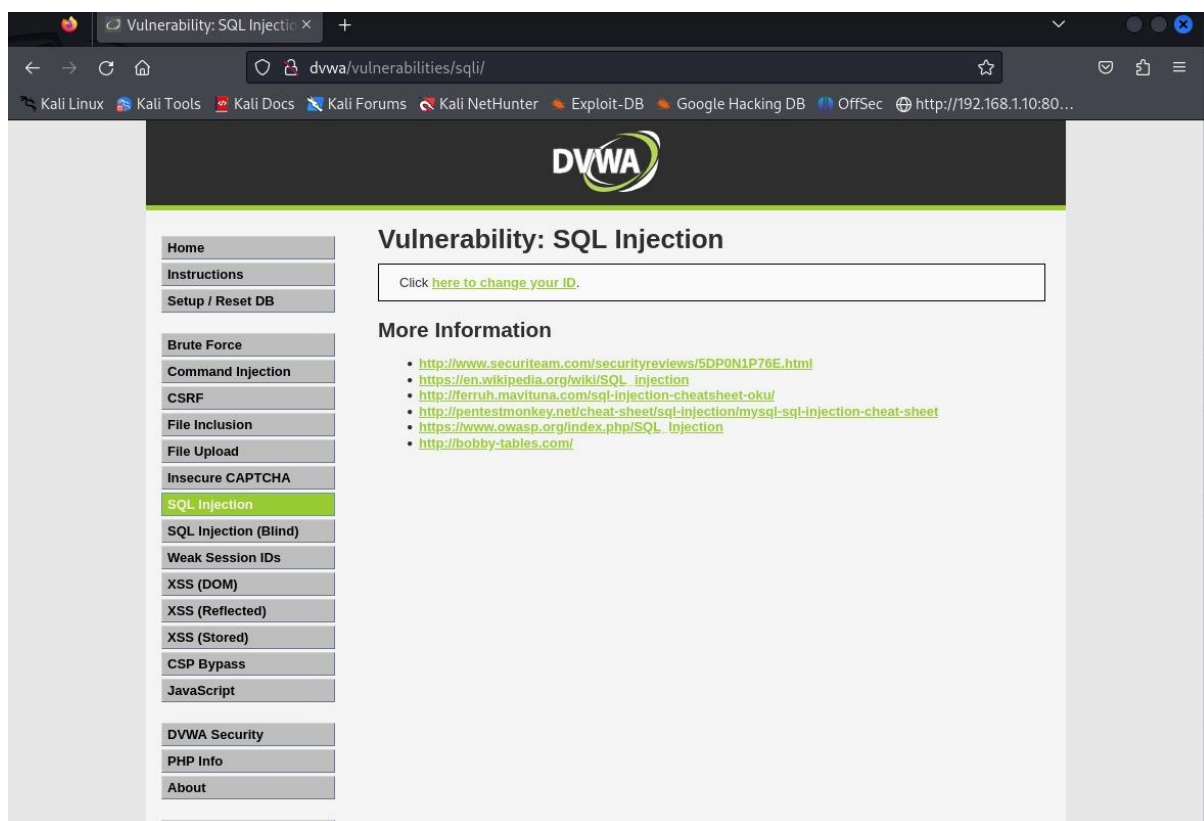 Vulnerability: SQL Injectio
dvwa/vulnerabilities/sqli/
Kali Linux Kali Tools Kali Docs Kali Forums Kali NetHunter Exploit-DB Google Hacking DB OffSec http://192.168.1.10:80...
DVWA
Home
Instructions
Setup / Reset DB
Brute Force
Command Injection
CSRF
File Inclusion
File Upload
Insecure CAPTCHA
SQL Injection
SQL Injection (Blind)
Weak Session IDs
XSS (DOM)
XSS (Reflected)
XSS (Stored)
CSP Bypass
JavaScript
DVWA Security
PHP Info
About
Vulnerability: SQL Injection
Click here to change your ID.
More Information
http://www.securiteam.com/securityreviews/5DP0N1P76E.html
https://en.wikipedia.org/wiki/SQL_injection
http://ferruh.mavituna.com/sql-injection-cheatsheet-oku/
http://pentestmonkey.net/cheat-sheet/sql-injection/mysql-sql-injection-cheat-sheet
https://www.owasp.org/index.php/SQL_Injection
http://bobby-tables.com/